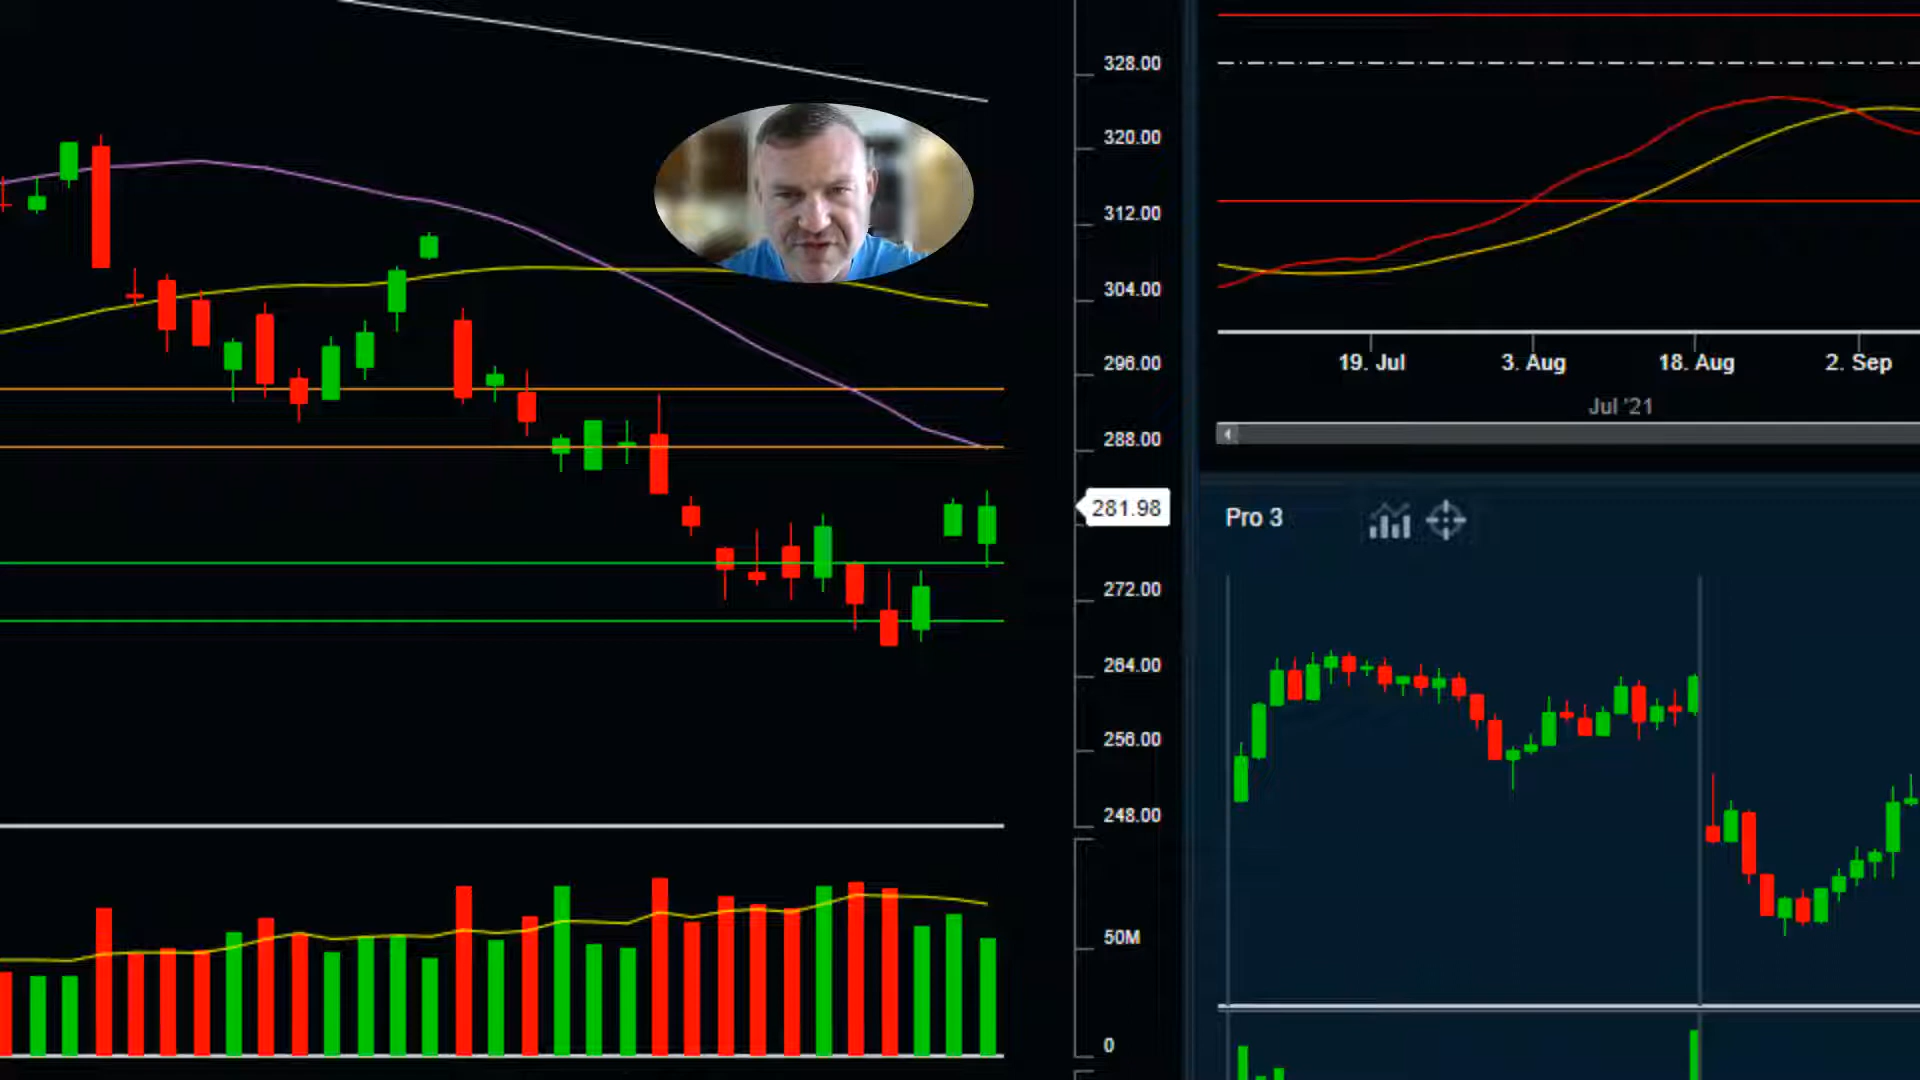 328.00
320.00
312.00
304.00
296.00
288.00
281.98
272.00
264.00
256.00
248.00
50M
0
19. Jul
3. Aug
18. Aug
2. Sep
Jul '21
Pro 3